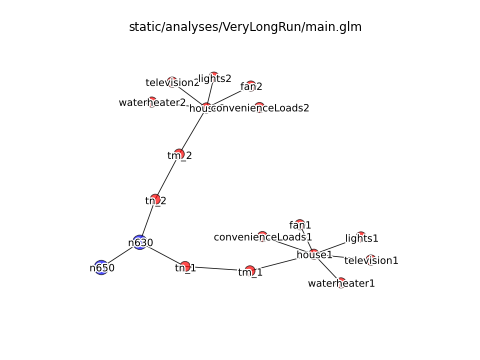 static/analyses/VeryLongRun/main.glm
lights2
television2
fan2
waterheater2
convenienceLoads2
tm_2
tn_2
n630
n650
tn_1
tm_1
fan1
convenienceLoads1
lights1
house1
television1
waterheater1